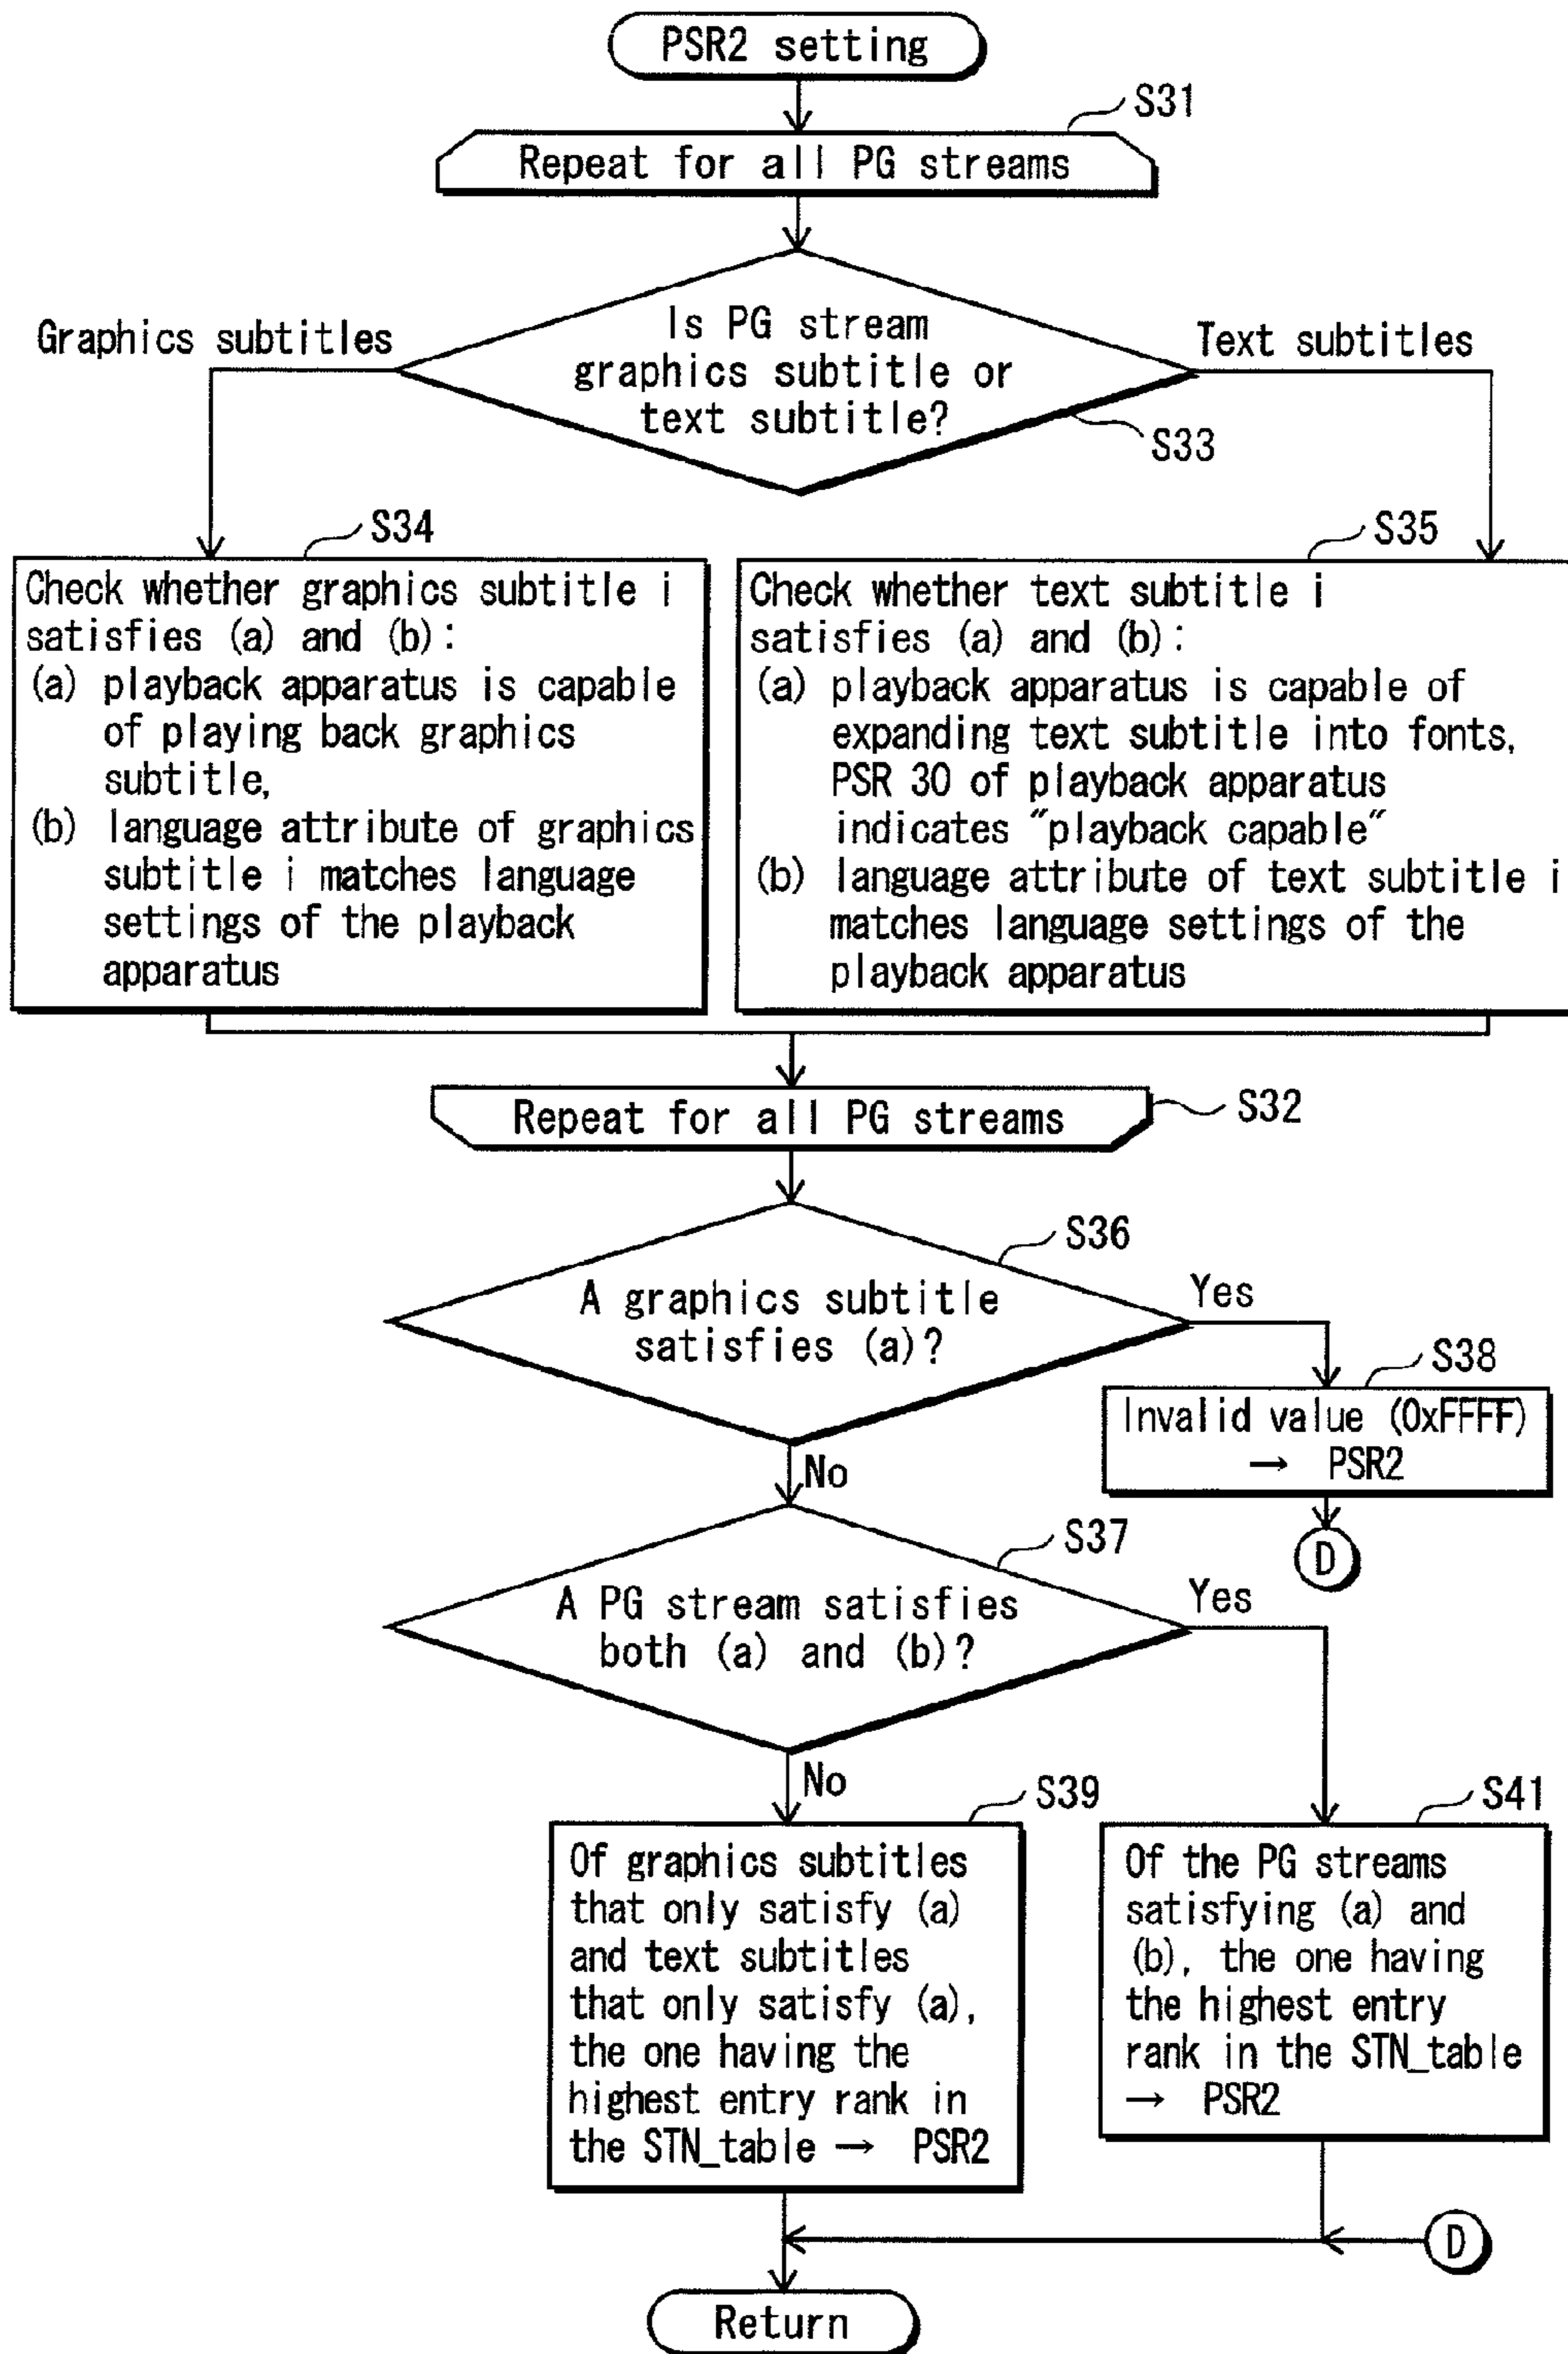 PSR2 setting
S31
Repeat for all PG streams
Is PG stream
graphics subtitle or
text subtitle?
Graphics subtitles
Text subtitles
S33
S34
Check whether graphics subtitle i
satisfies (a) and (b):
(a) playback apparatus is capable
of playing back graphics
subtitle,
(b) language attribute of graphics
subtitle i matches language
settings of the playback
apparatus
S35
Check whether text subtitle i
satisfies (a) and (b):
(a) playback apparatus is capable of
expanding text subtitle into fonts,
PSR 30 of playback apparatus
indicates "playback capable"
(b) language attribute of text subtitle i
matches language settings of the
playback apparatus
Repeat for all PG streams
S32
S36
A graphics subtitle
satisfies (a)?
Yes
No
S38
Invalid value (0xFFFF)
→ PSR2
D
S37
A PG stream satisfies
both (a) and (b)?
Yes
No
S39
Of graphics subtitles
that only satisfy (a)
and text subtitles
that only satisfy (a),
the one having the
highest entry rank in
the STN_table → PSR2
S41
Of the PG streams
satisfying (a) and
(b), the one having
the highest entry
rank in the STN_table
→ PSR2
D
Return